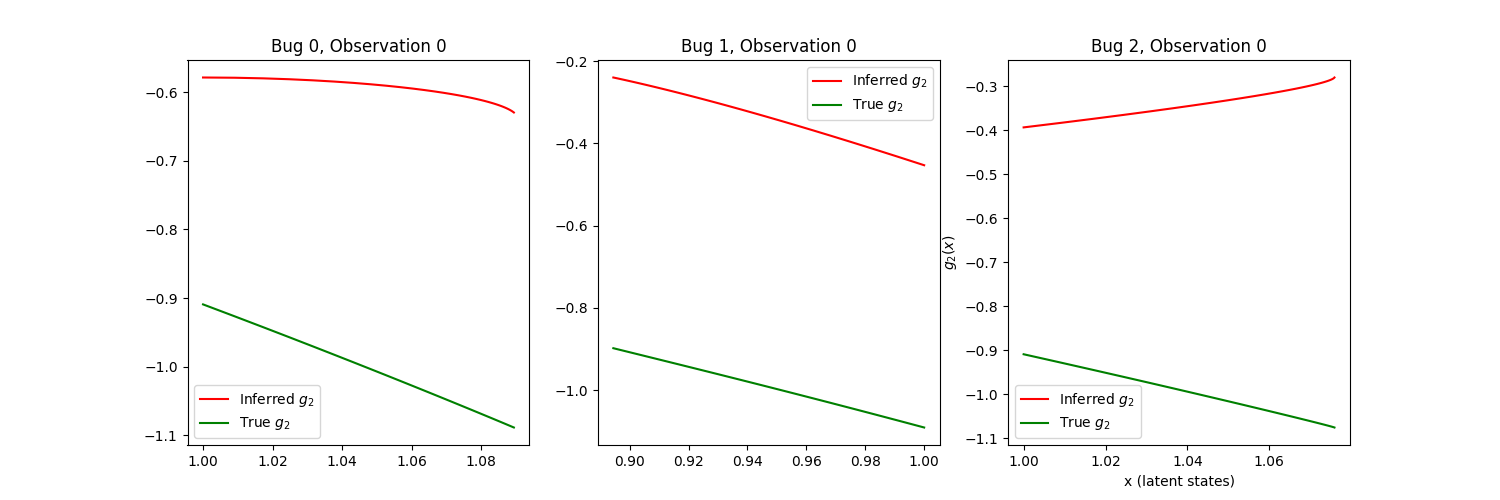 Bug 0, Observation 0
−0.6
−0.7
−0.8
−0.9
−1.0
−1.1
1.00 1.02 1.04 1.06 1.08
Inferred g₂
True g₂
Bug 1, Observation 0
−0.2
−0.4
−0.6
−0.8
−1.0
0.90 0.92 0.94 0.96 0.98 1.00
Inferred g₂
True g₂
Bug 2, Observation 0
g₂(x)
−0.3
−0.4
−0.5
−0.6
−0.7
−0.8
−0.9
−1.0
−1.1
1.00 1.02 1.04 1.06
Inferred g₂
True g₂
x (latent states)